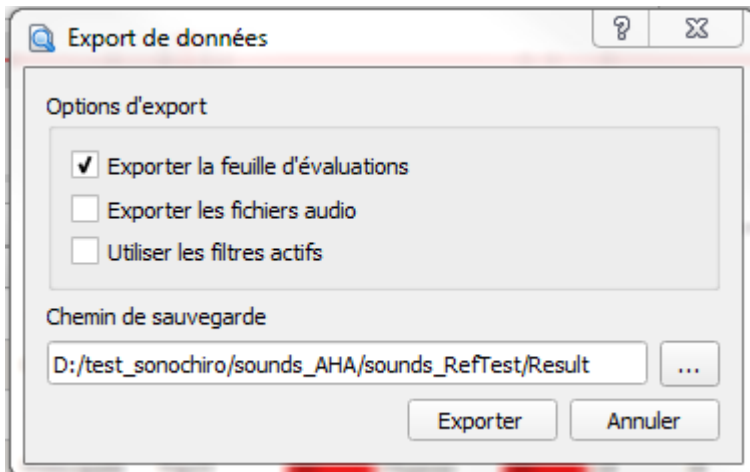 Export de données
Options d'export
Exporter la feuille d'évaluations
Exporter les fichiers audio
Utiliser les filtres actifs
Chemin de sauvegarde
D:/test_sonochiro/sounds_AHA/sounds_RefTest/Result
...
Exporter
Annuler